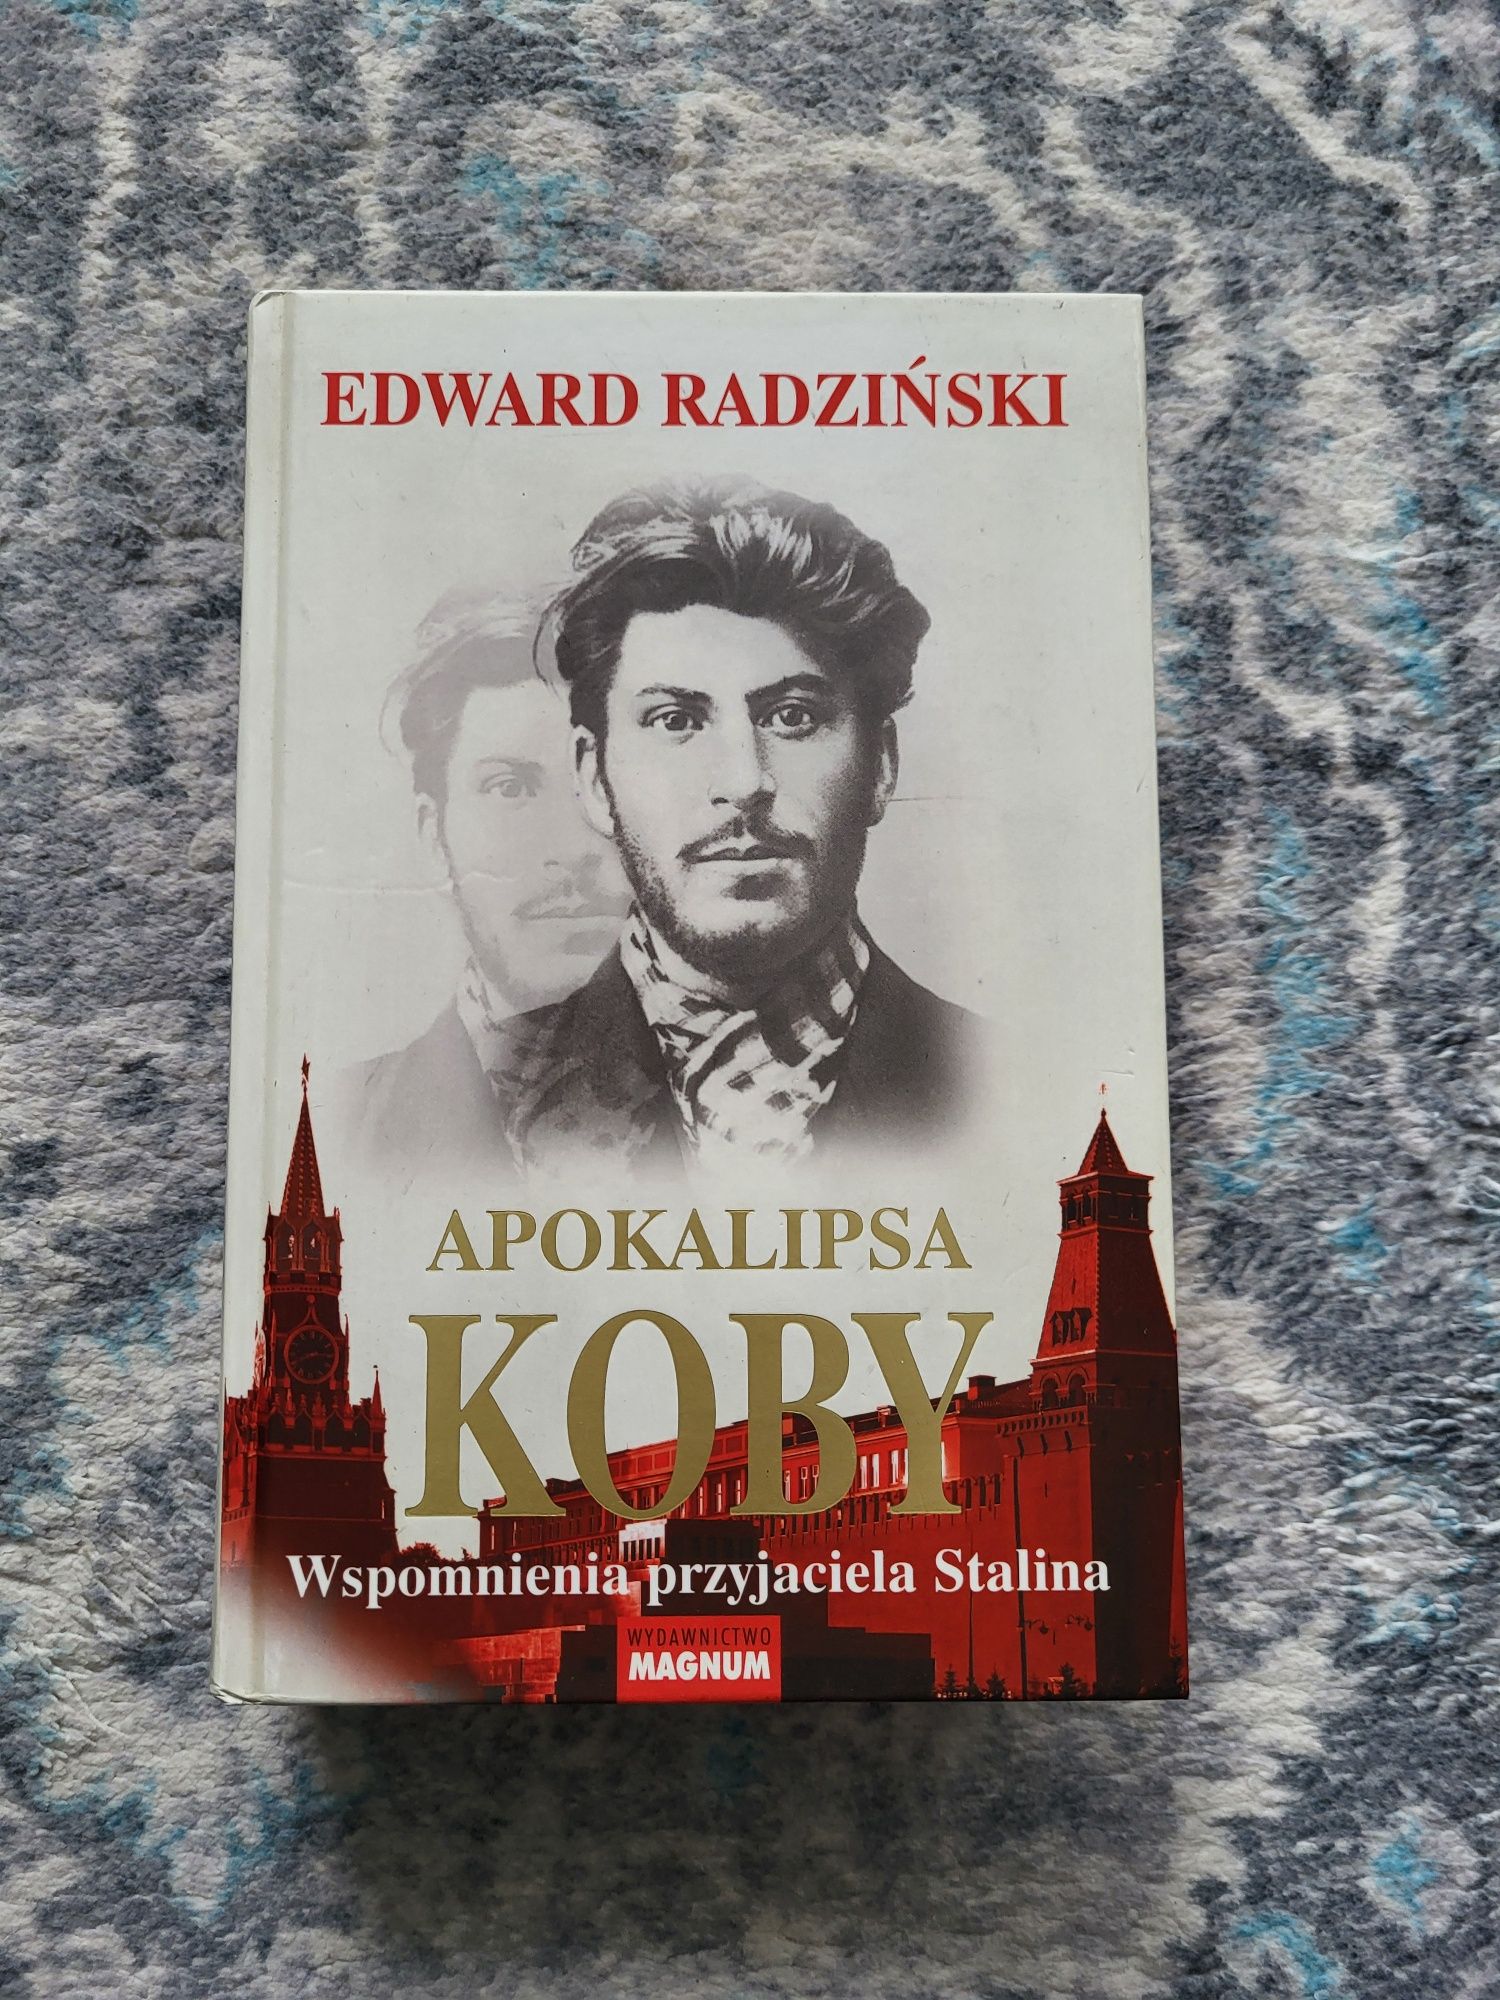 EDWARD RADZIŃSKI
APOKALIPSA
KOBY
Wspomnienia przyjaciela Stalina
WYDAWNICTWO
MAGNUM